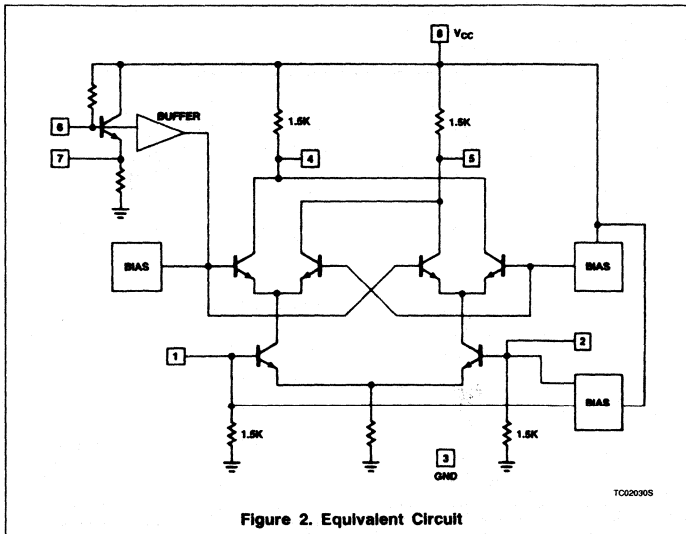 8 VCC
BUFFER
6
1.5K
1.5K
7
4
5
BIAS
BIAS
1
2
BIAS
1.5K
3
1.5K
GND
TC02030S
Figure 2. Equivalent Circuit